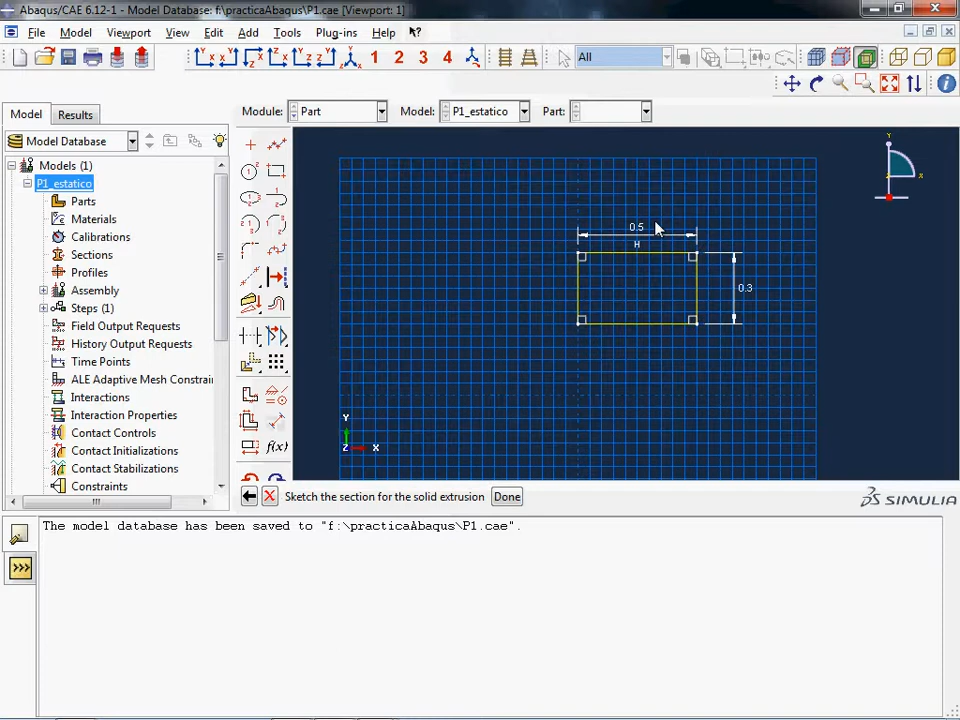 Abaqus/CAE 6.12-1 - Model Database: f:\practicaAbaqus\P1.cae [Viewport: 1]
File Model Viewport View Edit Add Tools Plug-ins Help
1 2 3 4 All
Model Results
Module: Part Model: P1_estatico Part:
Model Database
Models (1)
P1_estatico
Parts
Materials
Calibrations
Sections
Profiles
Assembly
Steps (1)
Field Output Requests
History Output Requests
Time Points
ALE Adaptive Mesh Constrai
Interactions
Interaction Properties
Contact Controls
Contact Initializations
Contact Stabilizations
Constraints
f(x)
0.5
H
0.3
Y
X
Y
Z X
Sketch the section for the solid extrusion Done
SIMULIA
The model database has been saved to "f:\practicaAbaqus\P1.cae".
>>>